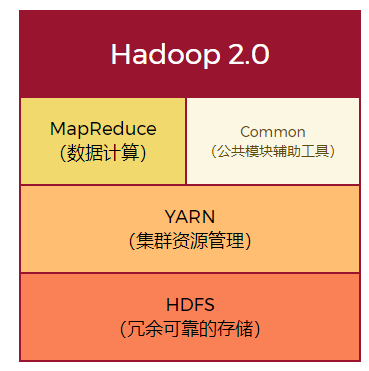 Hadoop 2.0
MapReduce
（数据计算）
Common
（公共模块辅助工具）
YARN
（集群资源管理）
HDFS
（冗余可靠的存储）